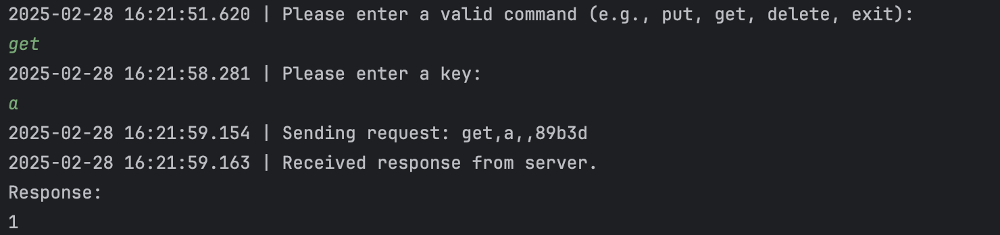 2025-02-28 16:21:51.620 | Please enter a valid command (e.g., put, get, delete, exit):
get
2025-02-28 16:21:58.281 | Please enter a key:
a
2025-02-28 16:21:59.154 | Sending request: get,a,,89b3d
2025-02-28 16:21:59.163 | Received response from server.
Response:
1